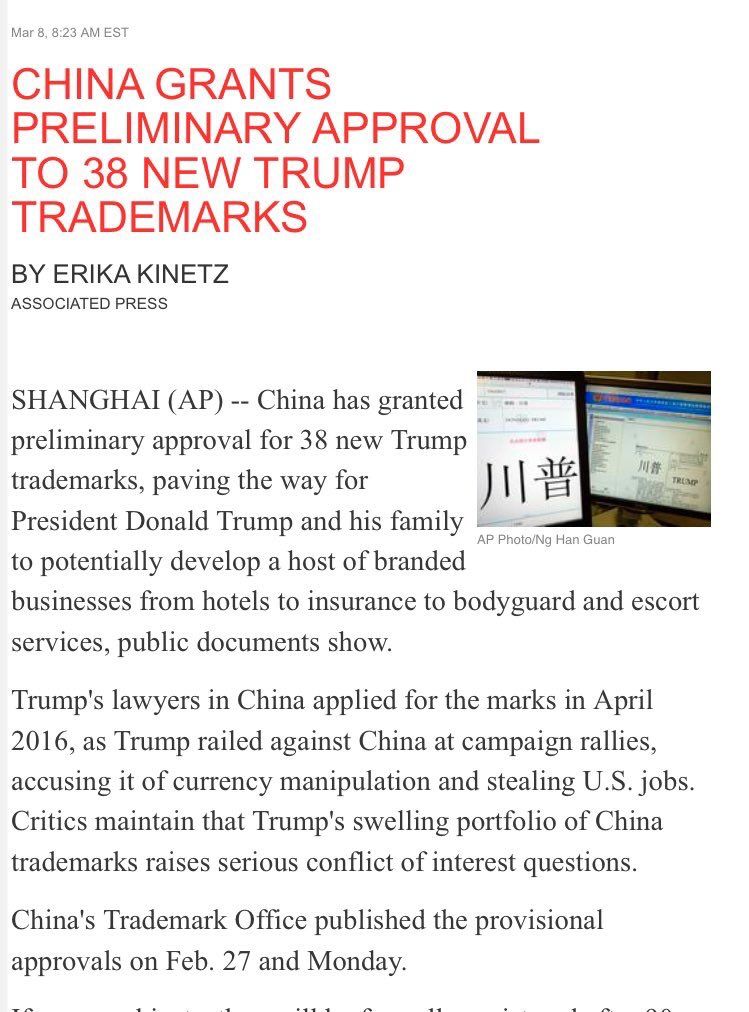 Mar 8, 8:23 AM EST
CHINA GRANTS
PRELIMINARY APPROVAL
TO 38 NEW TRUMP
TRADEMARKS
BY ERIKA KINETZ
ASSOCIATED PRESS
SHANGHAI (AP) -- China has granted
preliminary approval for 38 new Trump
trademarks, paving the way for
President Donald Trump and his family
to potentially develop a host of branded
川普
川普
TRUMP
AP Photo/Ng Han Guan
businesses from hotels to insurance to bodyguard and escort
services, public documents show.
Trump's lawyers in China applied for the marks in April
2016, as Trump railed against China at campaign rallies,
accusing it of currency manipulation and stealing U.S. jobs.
Critics maintain that Trump's swelling portfolio of China
trademarks raises serious conflict of interest questions.
China's Trademark Office published the provisional
approvals on Feb. 27 and Monday.